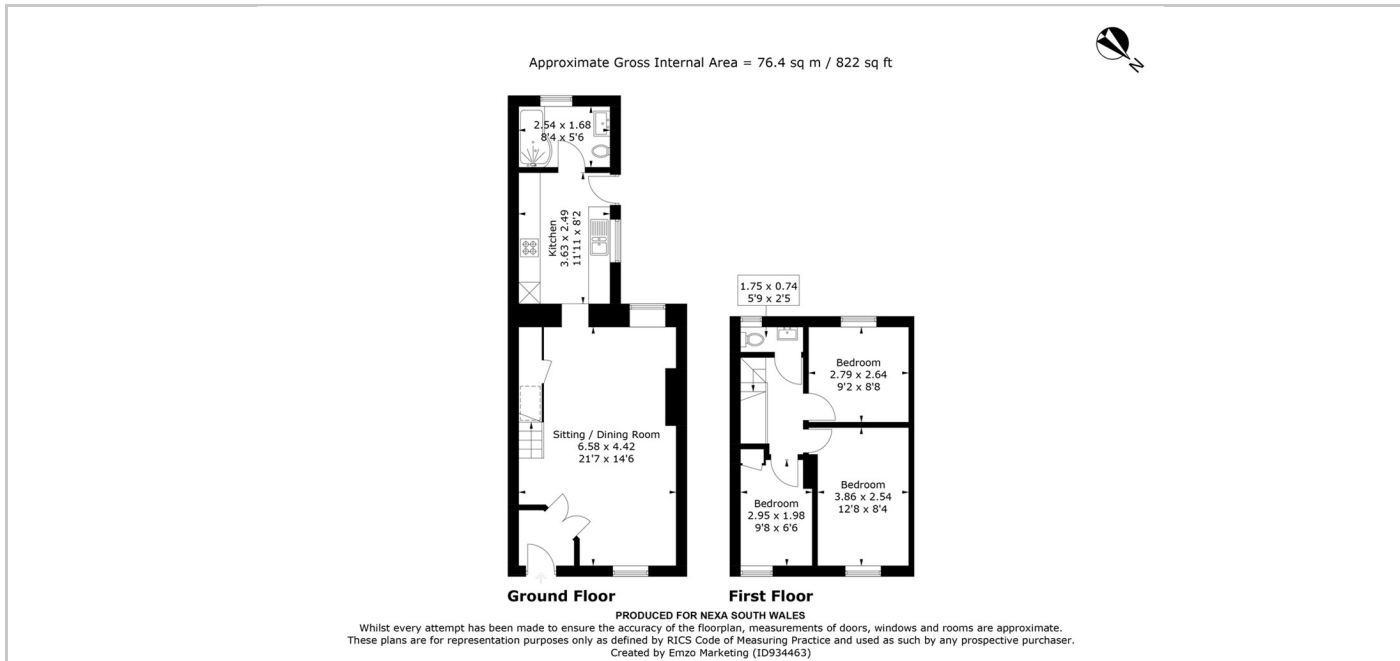 N
Approximate Gross Internal Area = 76.4 sq m / 822 sq ft
2.54 x 1.68
8'4 x 5'6
Kitchen
3.63 x 2.49
11'11 x 8'2
Sitting / Dining Room
6.58 x 4.42
21'7 x 14'6
1.75 x 0.74
5'9 x 2'5
Bedroom
2.79 x 2.64
9'2 x 8'8
Bedroom
3.86 x 2.54
12'8 x 8'4
Bedroom
2.95 x 1.98
9'8 x 6'6
Ground Floor
First Floor
PRODUCED FOR NEXA SOUTH WALES
Whilst every attempt has been made to ensure the accuracy of the floorplan, measurements of doors, windows and rooms are approximate.
These plans are for representation purposes only as defined by RICS Code of Measuring Practice and used as such by any prospective purchaser.
Created by Emzo Marketing (ID934463)